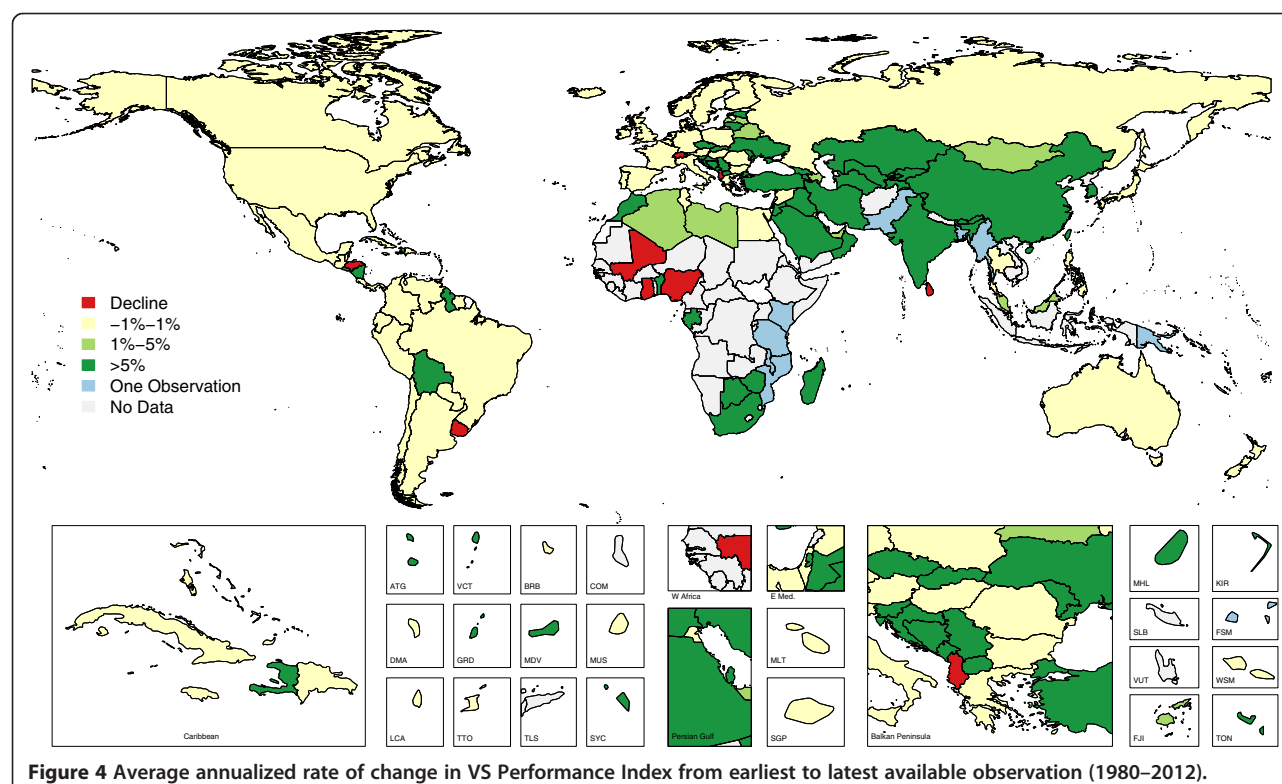 Decline
−1%−1%
1%−5%
>5%
One Observation
No Data
Caribbean
ATG
VCT
BRB
COM
DMA
GRD
MDV
MUS
LCA
TTO
TLS
SYC
W Africa
E Med.
Persian Gulf
MLT
SGP
Balkan Peninsula
MHL
KIR
SLB
FSM
VUT
WSM
FJI
TON
Figure 4 Average annualized rate of change in VS Performance Index from earliest to latest available observation (1980–2012).